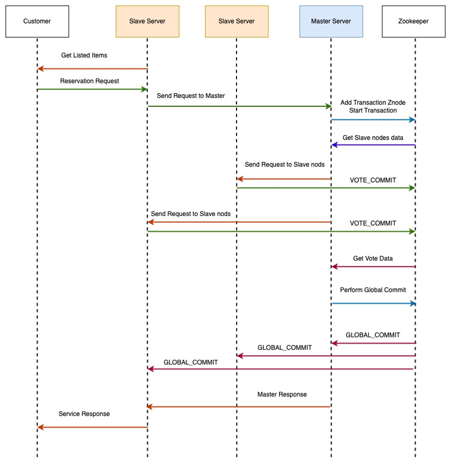 Customer
Slave Server
Slave Server
Master Server
Zookeeper
Get Listed Items
Reservation Request
Send Request to Master
Add Transaction Znode
Start Transaction
Get Slave nodes data
Send Request to Slave nods
VOTE_COMMIT
Send Request to Slave nods
VOTE_COMMIT
Get Vote Data
Perform Global Commit
GLOBAL_COMMIT
GLOBAL_COMMIT
GLOBAL_COMMIT
Master Response
Service Response